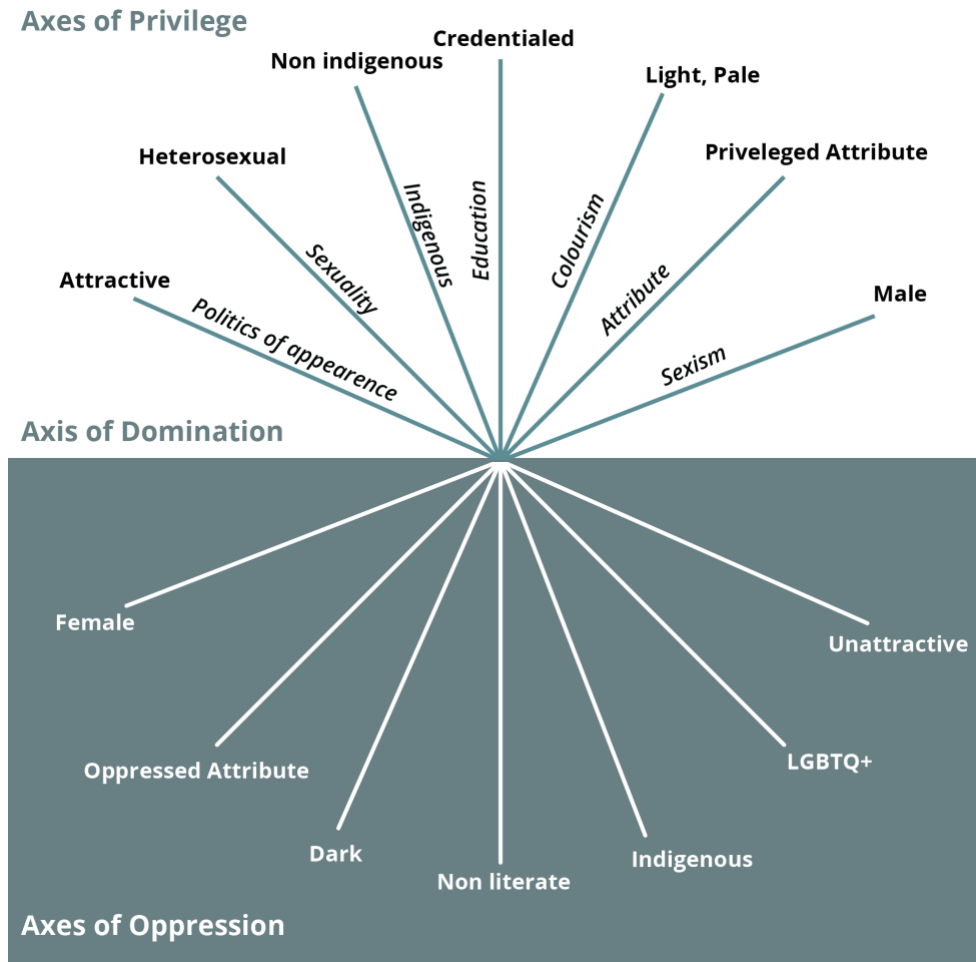 Axes of Privilege
Credentialed
Non indigenous
Light, Pale
Heterosexual
Priveleged Attribute
Attractive
Male
Politics of appearence
Sexuality
Indigenous
Education
Colourism
Attribute
Sexism
Axis of Domination
Female
Unattractive
Oppressed Attribute
LGBTQ+
Dark
Indigenous
Non literate
Axes of Oppression